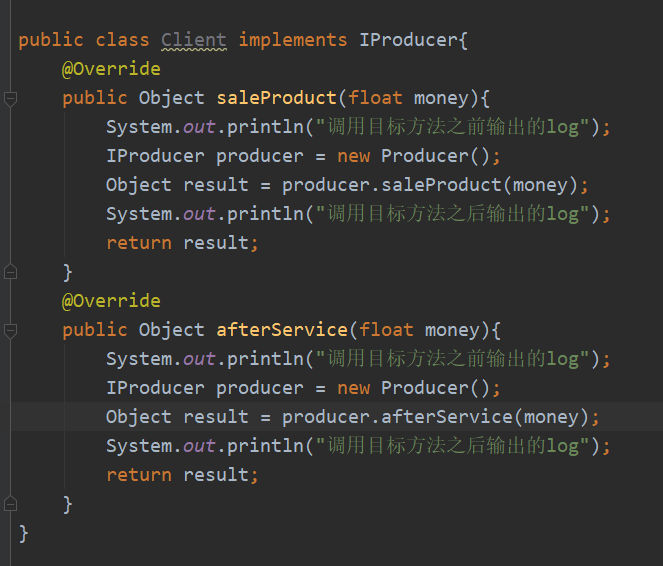 public class Client implements IProducer{
@Override
public Object saleProduct(float money){
System.out.println("调用目标方法之前输出的log");
IProducer producer = new Producer();
Object result = producer.saleProduct(money);
System.out.println("调用目标方法之后输出的log");
return result;
}
@Override
public Object afterService(float money){
System.out.println("调用目标方法之前输出的log");
IProducer producer = new Producer();
Object result = producer.afterService(money);
System.out.println("调用目标方法之后输出的log");
return result;
}
}